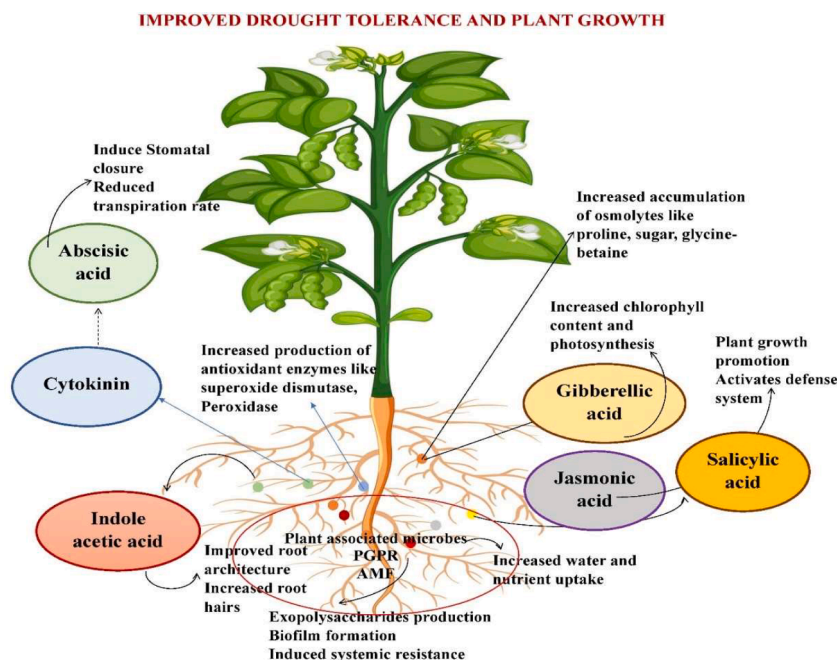 IMPROVED DROUGHT TOLERANCE AND PLANT GROWTH
Induce Stomatal
closure
Reduced
transpiration rate
Abscisic
acid
Cytokinin
Increased production of
antioxidant enzymes like
superoxide dismutase,
Peroxidase
Increased accumulation
of osmolytes like
proline, sugar, glycine-
betaine
Increased chlorophyll
content and
photosynthesis
Plant growth
promotion
Activates defense
system
Gibberellic
acid
Jasmonic
acid
Salicylic
acid
Indole
acetic acid
Improved root
architecture
Increased root
hairs
Plant associated microbes
PGPR
AMF
Increased water and
nutrient uptake
Exopolysaccharides production
Biofilm formation
Induced systemic resistance